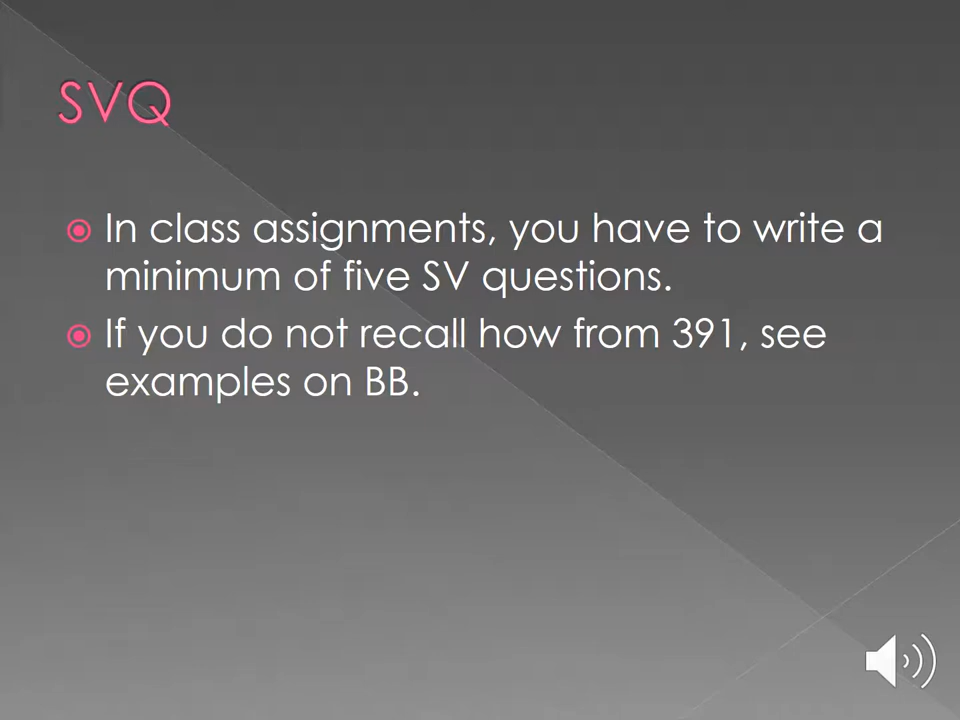 SVQ
In class assignments, you have to write a
minimum of five SV questions.
If you do not recall how from 391, see
examples on BB.